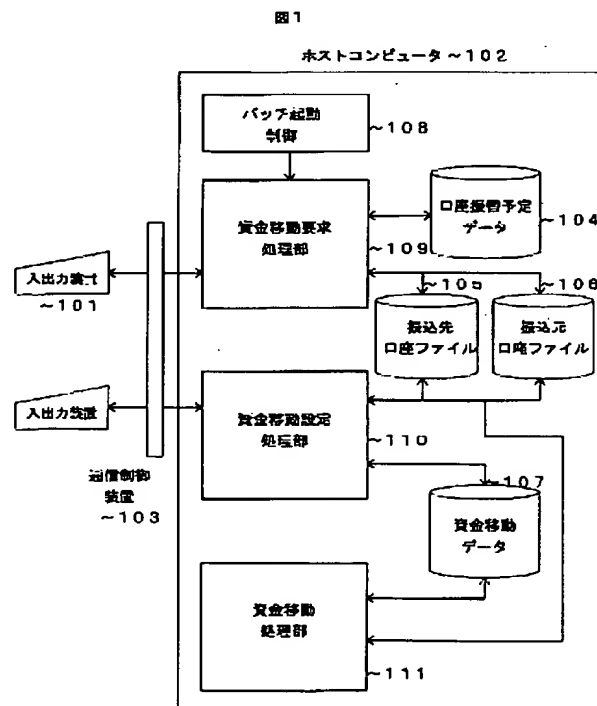 図1
ホストコンピュータ ~102
バッチ起動
制御
~108
資金移動要求
処理部
~109
口座振替予定
データ
~104
入出力装置
~101
~105
~106
振込先
口座ファイル
振込元
口座ファイル
入出力装置
資金移動設定
処理部
~110
通信制御
装置
~103
~107
資金移動
データ
資金移動
処理部
~111